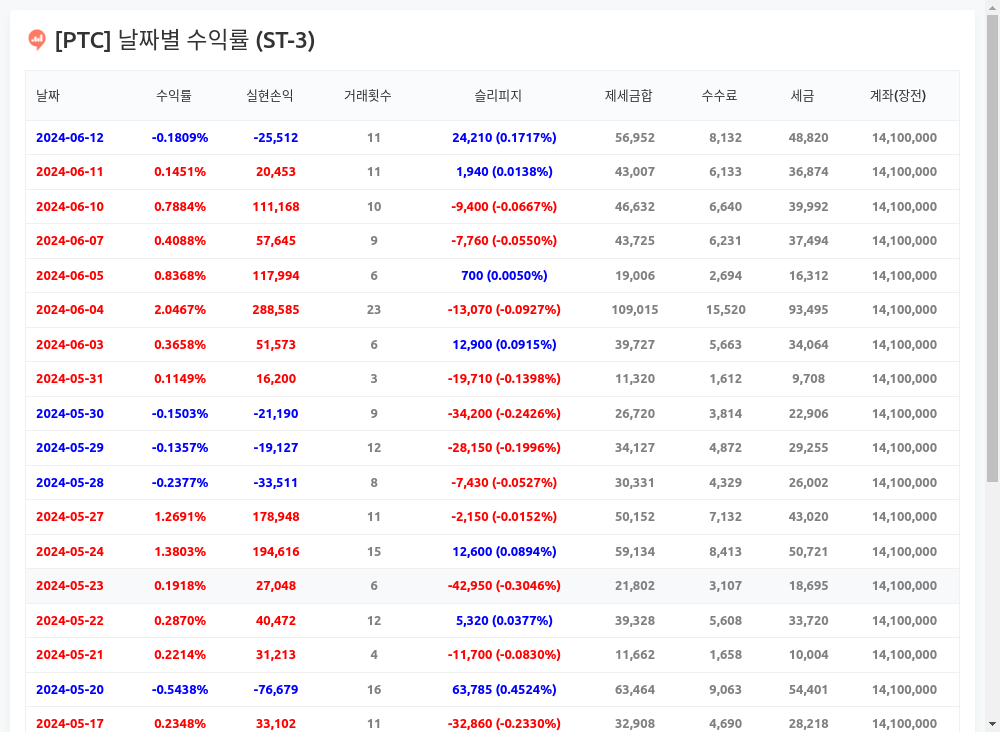 [PTC] 날짜별 수익률 (ST-3)
날짜 수익률 실현손익 거래횟수 슬리피지 제세금합 수수료 세금 계좌(장전)
2024-06-12 -0.1809% -25,512 11 24,210 (0.1717%) 56,952 8,132 48,820 14,100,000
2024-06-11 0.1451% 20,453 11 1,940 (0.0138%) 43,007 6,133 36,874 14,100,000
2024-06-10 0.7884% 111,168 10 -9,400 (-0.0667%) 46,632 6,640 39,992 14,100,000
2024-06-07 0.4088% 57,645 9 -7,760 (-0.0550%) 43,725 6,231 37,494 14,100,000
2024-06-05 0.8368% 117,994 6 700 (0.0050%) 19,006 2,694 16,312 14,100,000
2024-06-04 2.0467% 288,585 23 -13,070 (-0.0927%) 109,015 15,520 93,495 14,100,000
2024-06-03 0.3658% 51,573 6 12,900 (0.0915%) 39,727 5,663 34,064 14,100,000
2024-05-31 0.1149% 16,200 3 -19,710 (-0.1398%) 11,320 1,612 9,708 14,100,000
2024-05-30 -0.1503% -21,190 9 -34,200 (-0.2426%) 26,720 3,814 22,906 14,100,000
2024-05-29 -0.1357% -19,127 12 -28,150 (-0.1996%) 34,127 4,872 29,255 14,100,000
2024-05-28 -0.2377% -33,511 8 -7,430 (-0.0527%) 30,331 4,329 26,002 14,100,000
2024-05-27 1.2691% 178,948 11 -2,150 (-0.0152%) 50,152 7,132 43,020 14,100,000
2024-05-24 1.3803% 194,616 15 12,600 (0.0894%) 59,134 8,413 50,721 14,100,000
2024-05-23 0.1918% 27,048 6 -42,950 (-0.3046%) 21,802 3,107 18,695 14,100,000
2024-05-22 0.2870% 40,472 12 5,320 (0.0377%) 39,328 5,608 33,720 14,100,000
2024-05-21 0.2214% 31,213 4 -11,700 (-0.0830%) 11,662 1,658 10,004 14,100,000
2024-05-20 -0.5438% -76,679 16 63,785 (0.4524%) 63,464 9,063 54,401 14,100,000
2024-05-17 0.2348% 33,102 11 -32,860 (-0.2330%) 32,908 4,690 28,218 14,100,000